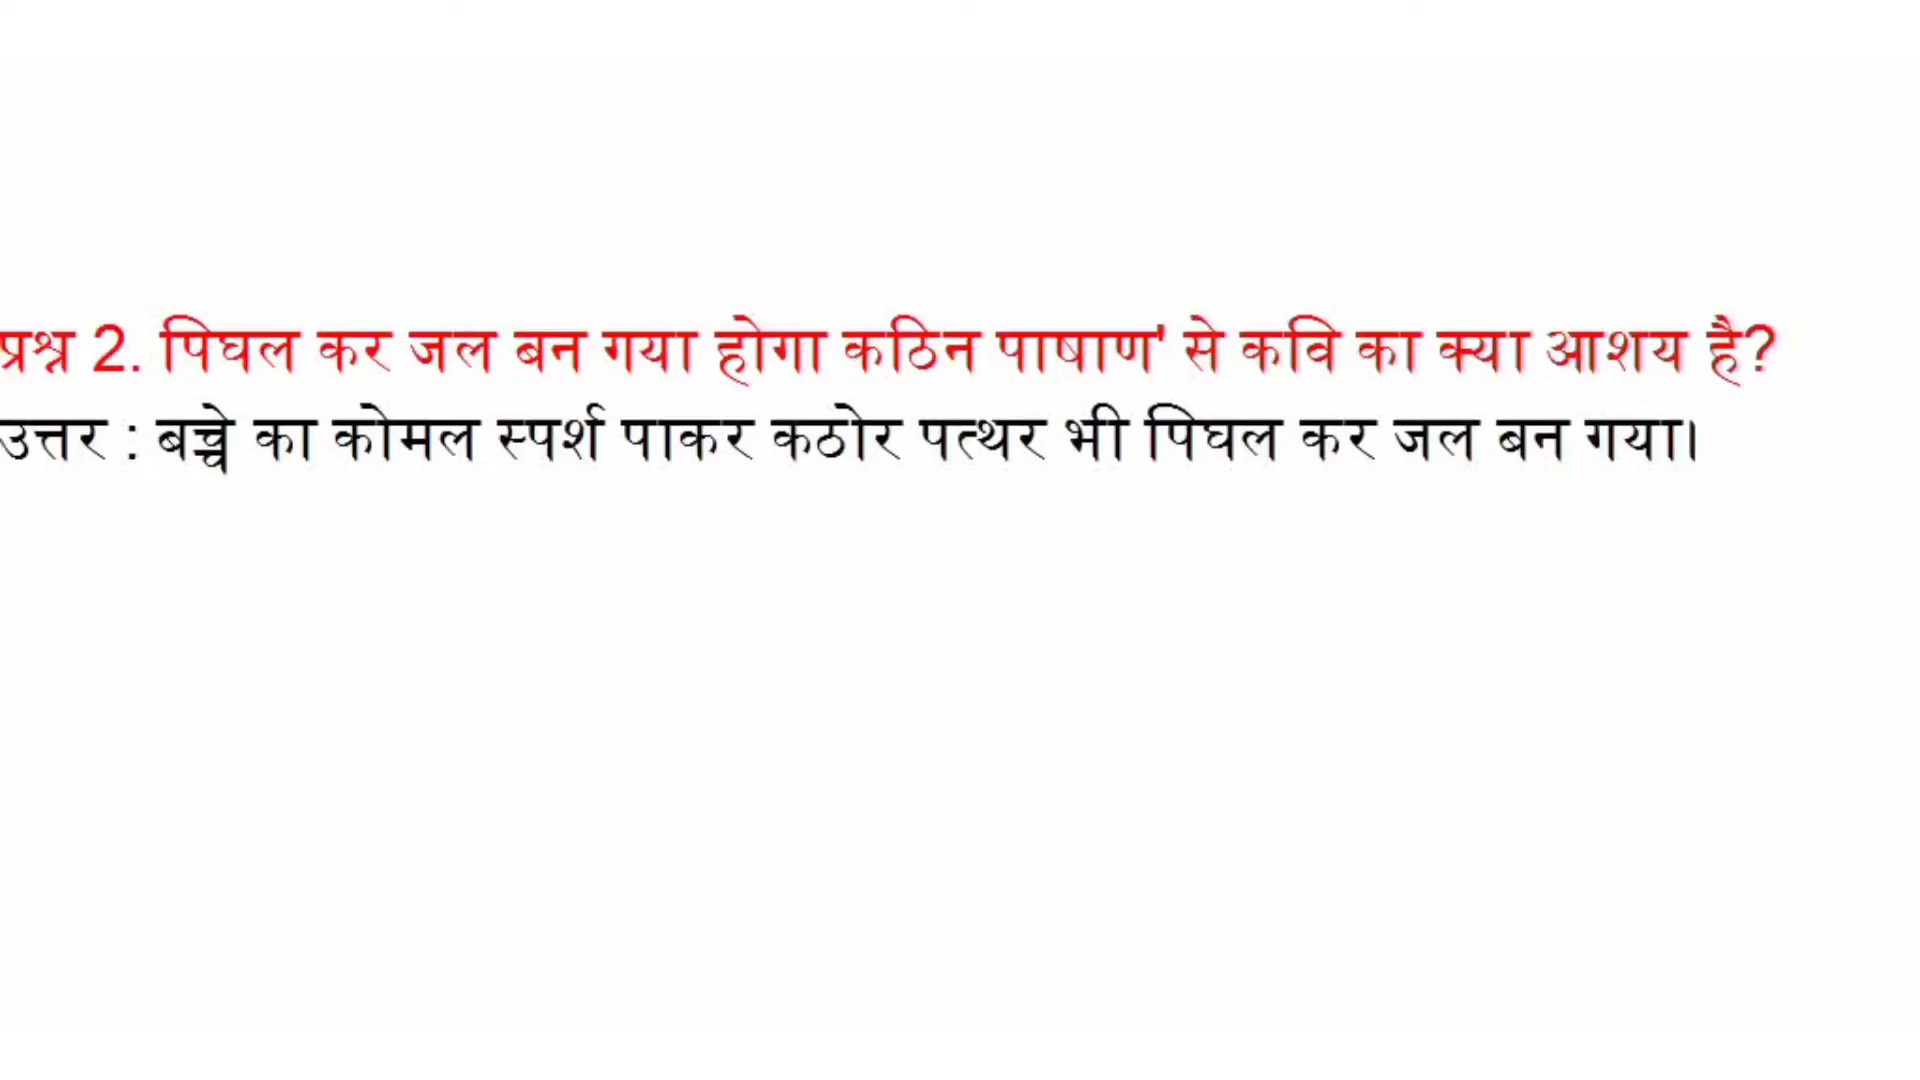 प्रश्न 2. पिघल कर जल बन गया होगा कठिन पाषाण' से कवि का क्या आशय है?
उत्तर : बच्चे का कोमल स्पर्श पाकर कठोर पत्थर भी पिघल कर जल बन गया।